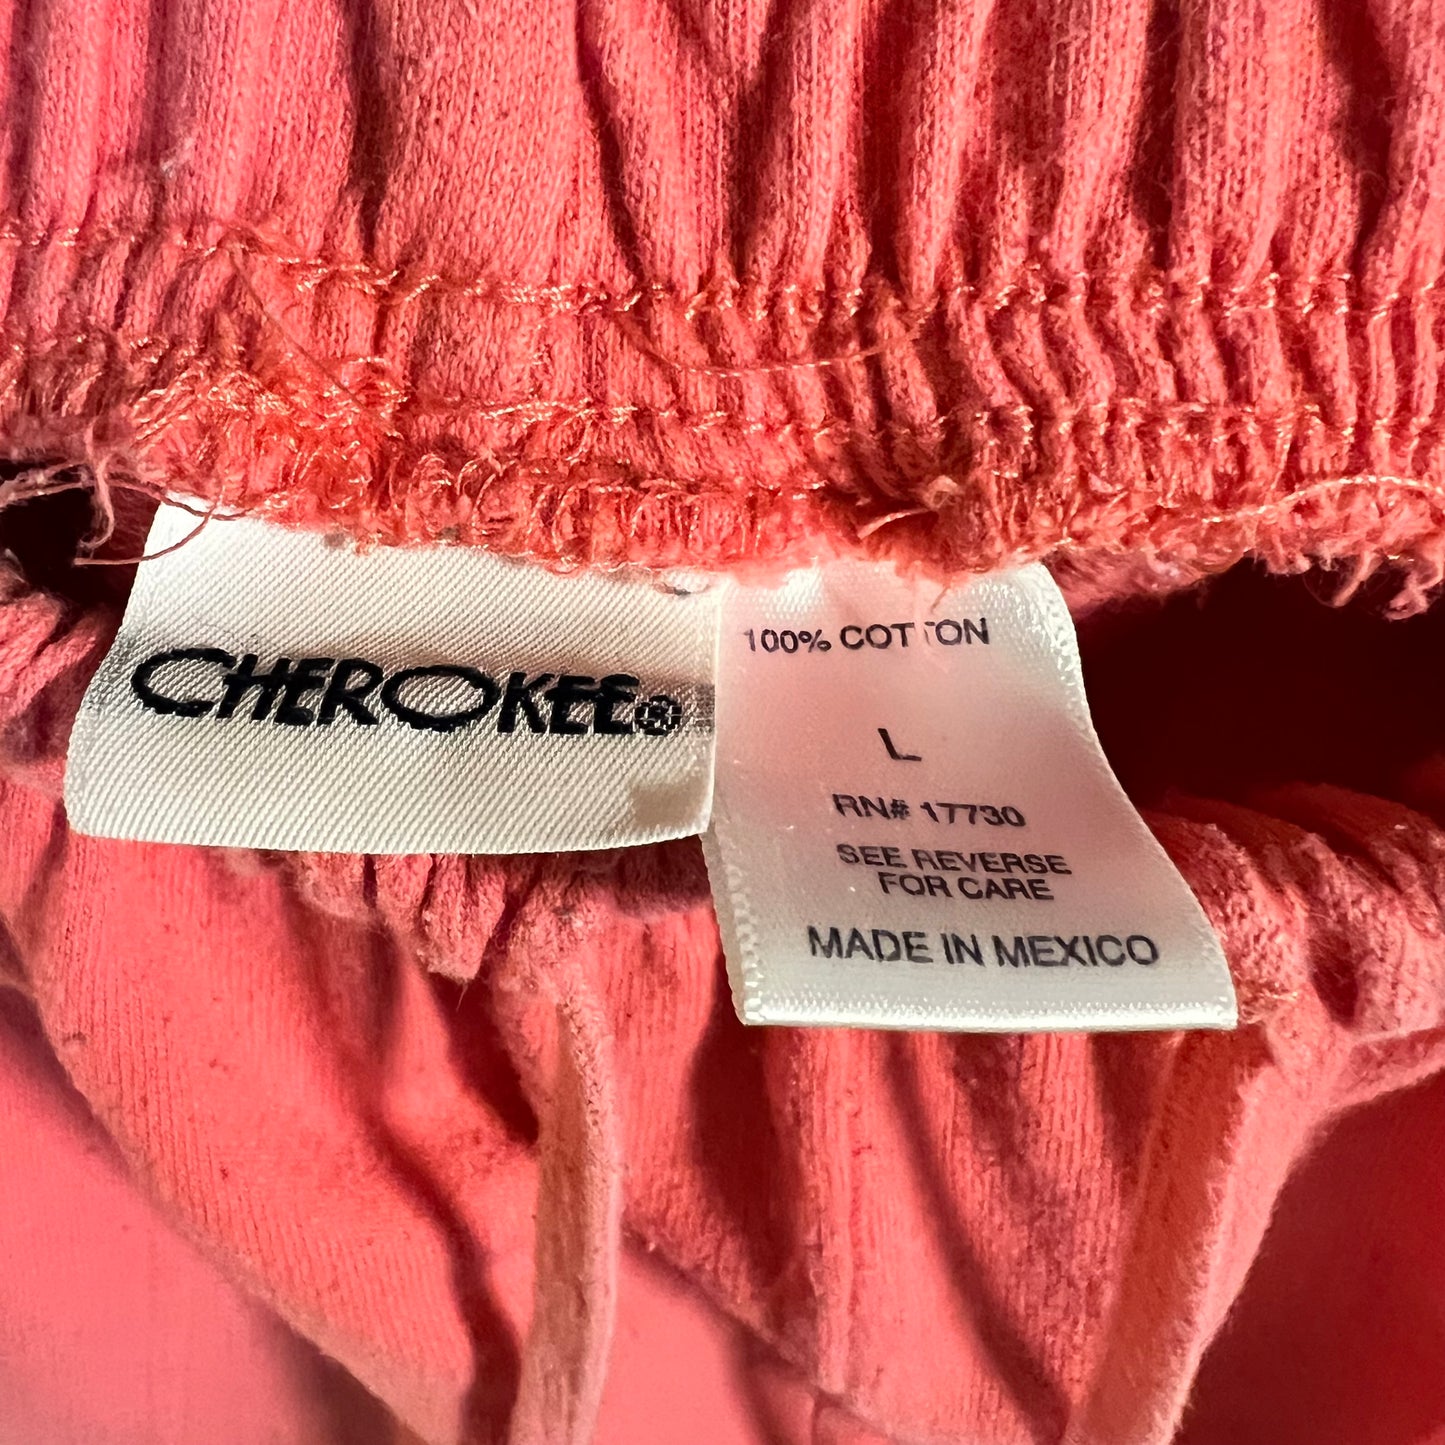 CHEROKEE®
100% COTTON
L
RN# 17730
SEE REVERSE
FOR CARE
MADE IN MEXICO